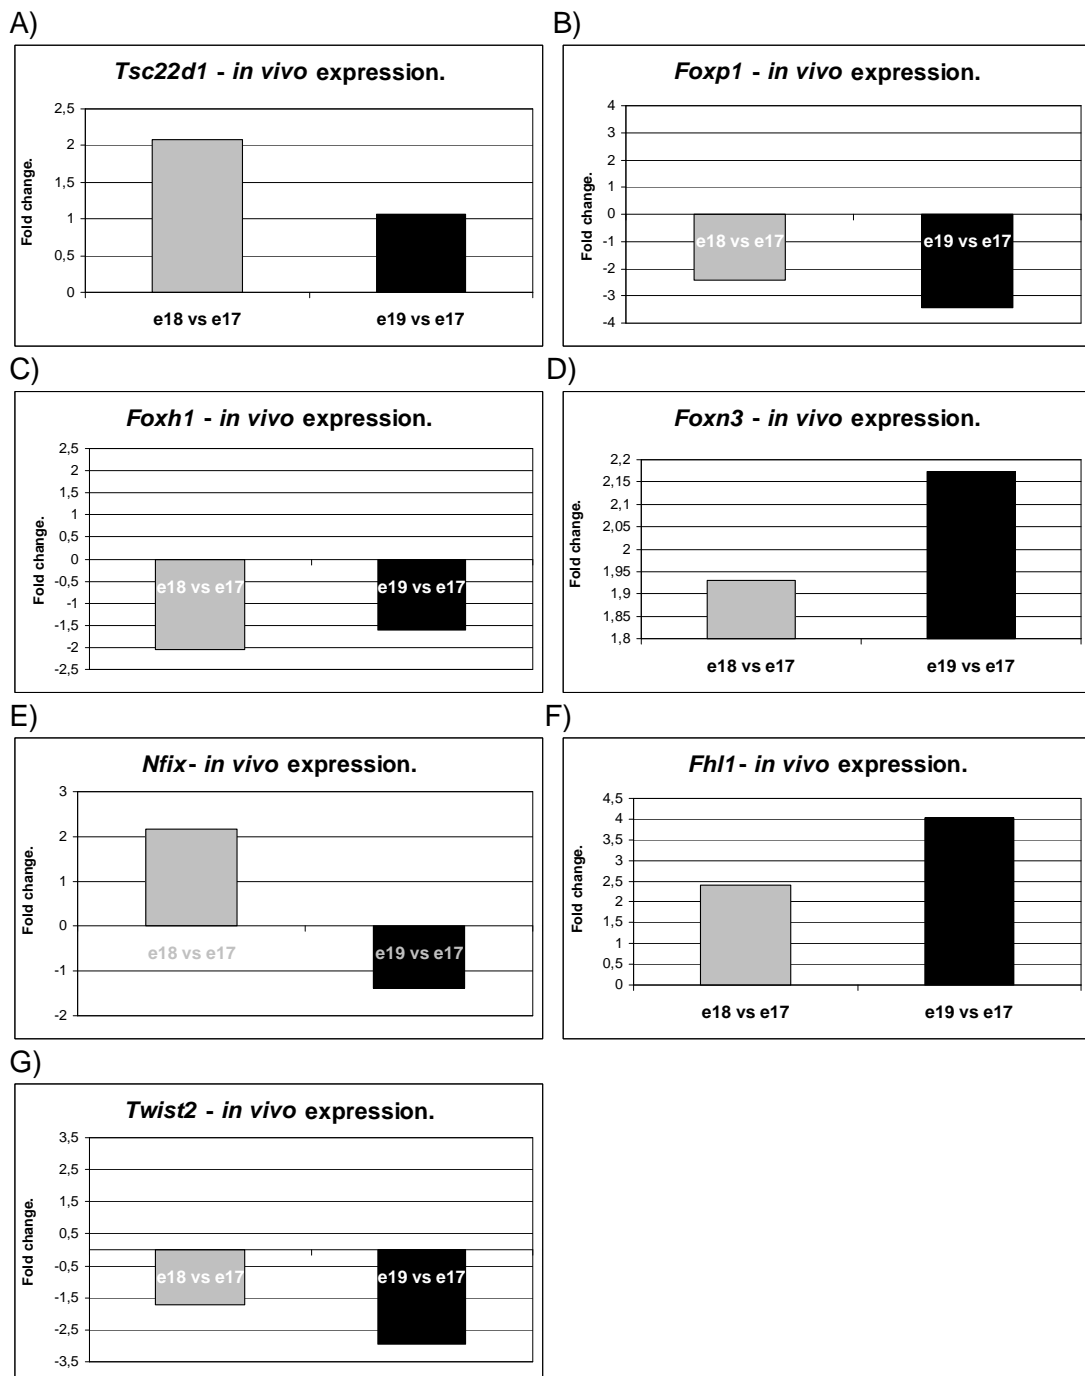 A)
Tsc22d1 - in vivo expression.
Fold change.
2,5
2
1,5
1
0,5
0
e18 vs e17
e19 vs e17
B)
Foxp1 - in vivo expression.
Fold change.
4
3
2
1
0
-1
-2
-3
-4
e18 vs e17
e19 vs e17
C)
Foxh1 - in vivo expression.
Fold change.
2,5
2
1,5
1
0,5
0
-0,5
-1
-1,5
-2
-2,5
e18 vs e17
e19 vs e17
D)
Foxn3 - in vivo expression.
Fold change.
2,2
2,15
2,1
2,05
2
1,95
1,9
1,85
1,8
e18 vs e17
e19 vs e17
E)
Nfix- in vivo expression.
Fold change.
3
2
1
0
-1
-2
e18 vs e17
e19 vs e17
F)
Fhl1- in vivo expression.
Fold change.
4,5
4
3,5
3
2,5
2
1,5
1
0,5
0
e18 vs e17
e19 vs e17
G)
Twist2 - in vivo expression.
Fold change.
3,5
2,5
1,5
0,5
-0,5
-1,5
-2,5
-3,5
e18 vs e17
e19 vs e17